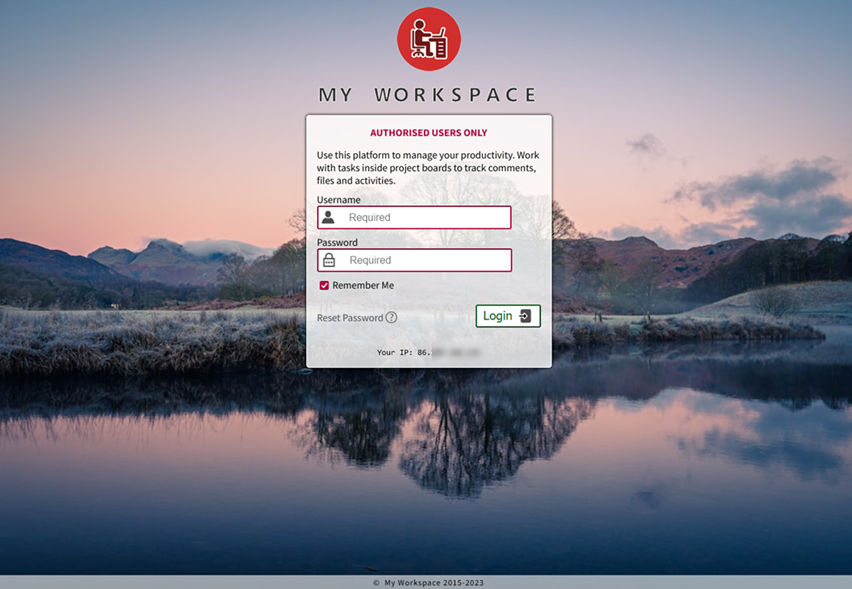 MY WORKSPACE
AUTHORISED USERS ONLY
Use this platform to manage your productivity. Work
with tasks inside project boards to track comments,
files and activities.
Username
Required
Password
Required
Remember Me
Reset Password ?
Login
Your IP: 86.
© My Workspace 2015-2023